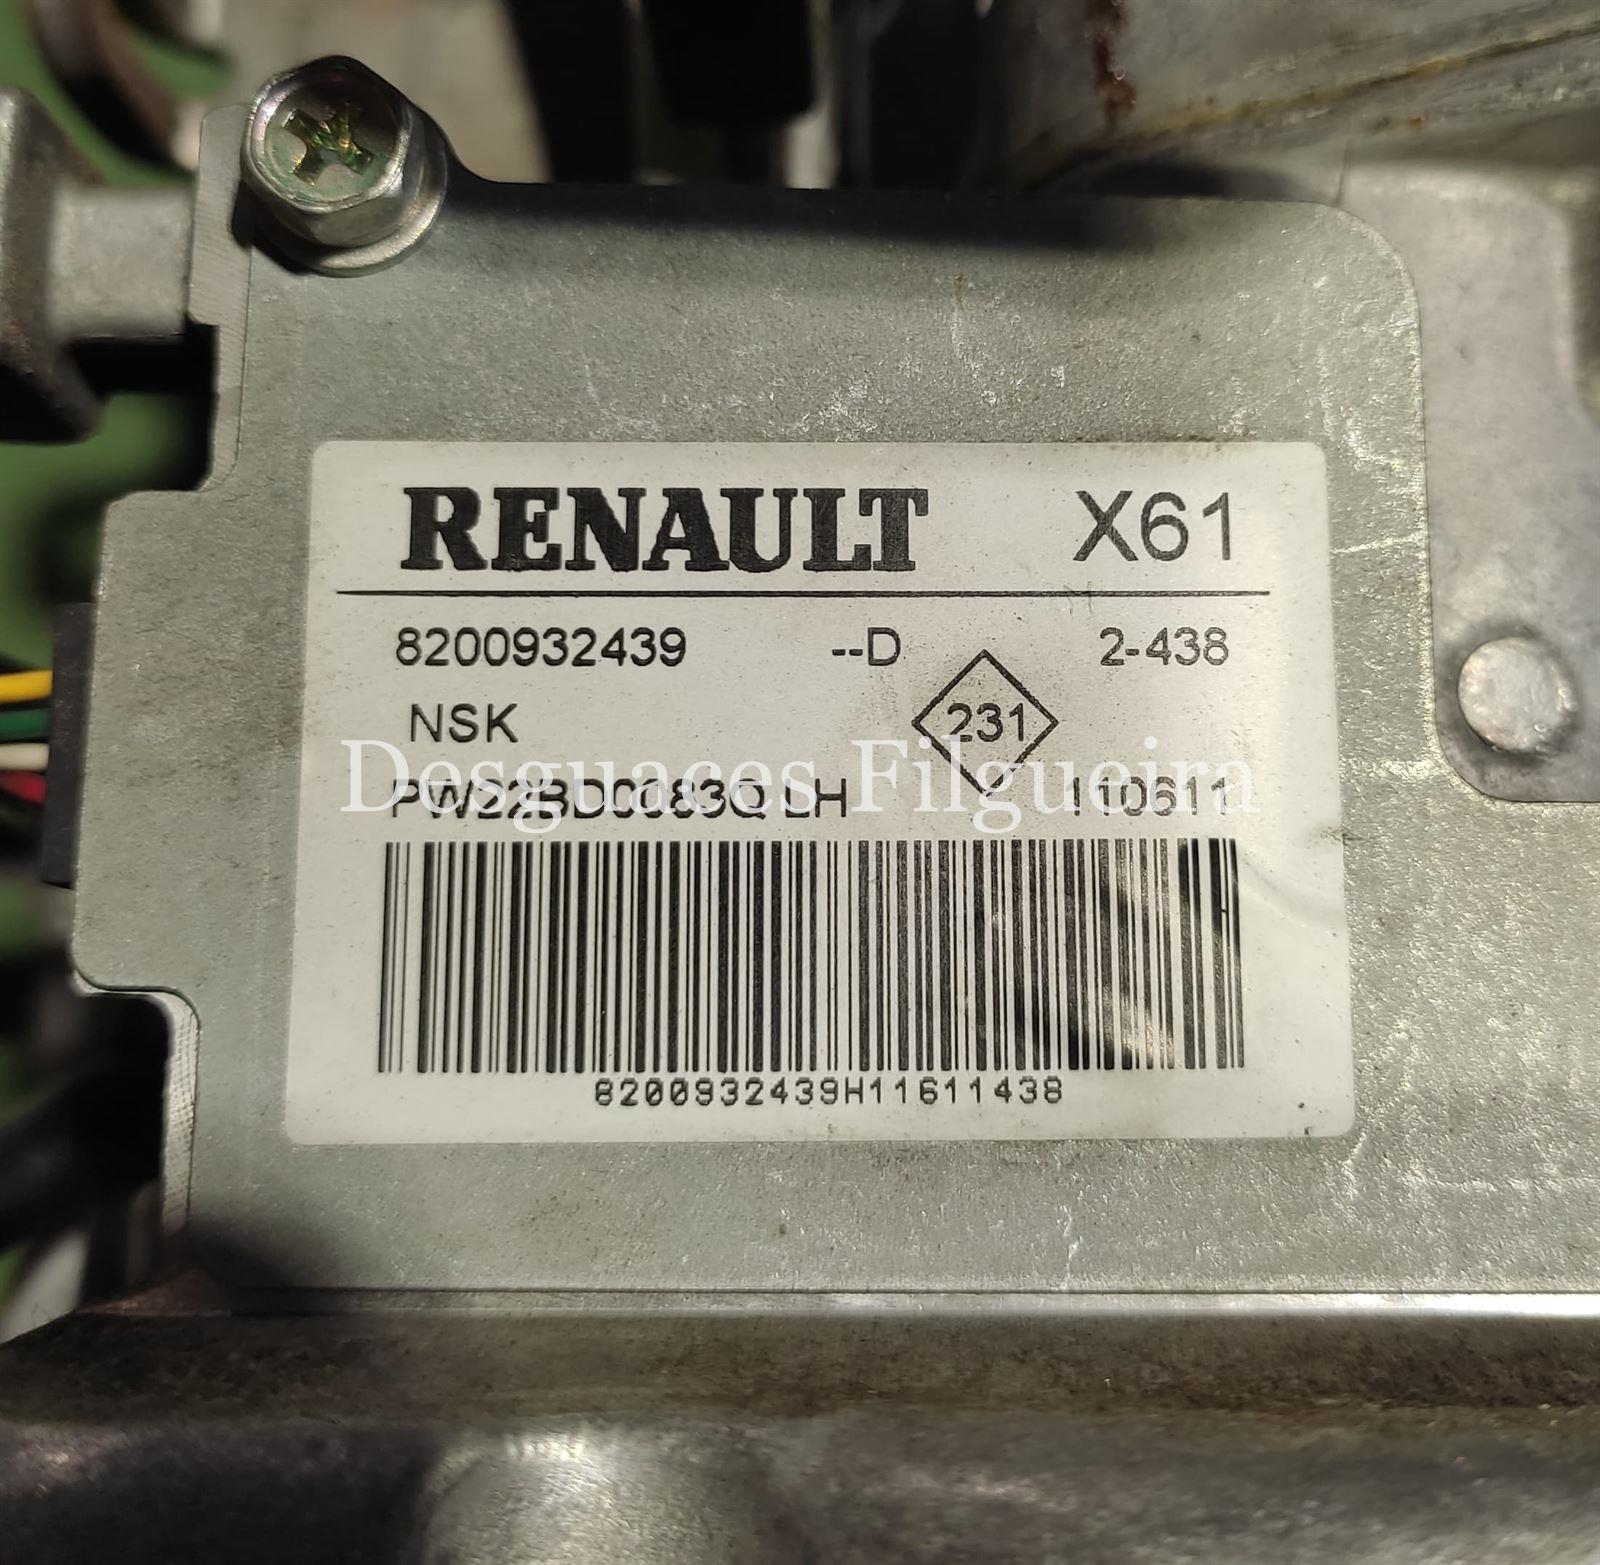 RENAULT X61
8200932439 --D 2-438
NSK 231
Desguaces Filgueira
PW22BD0083Q LH 110611
8200932439H11611438